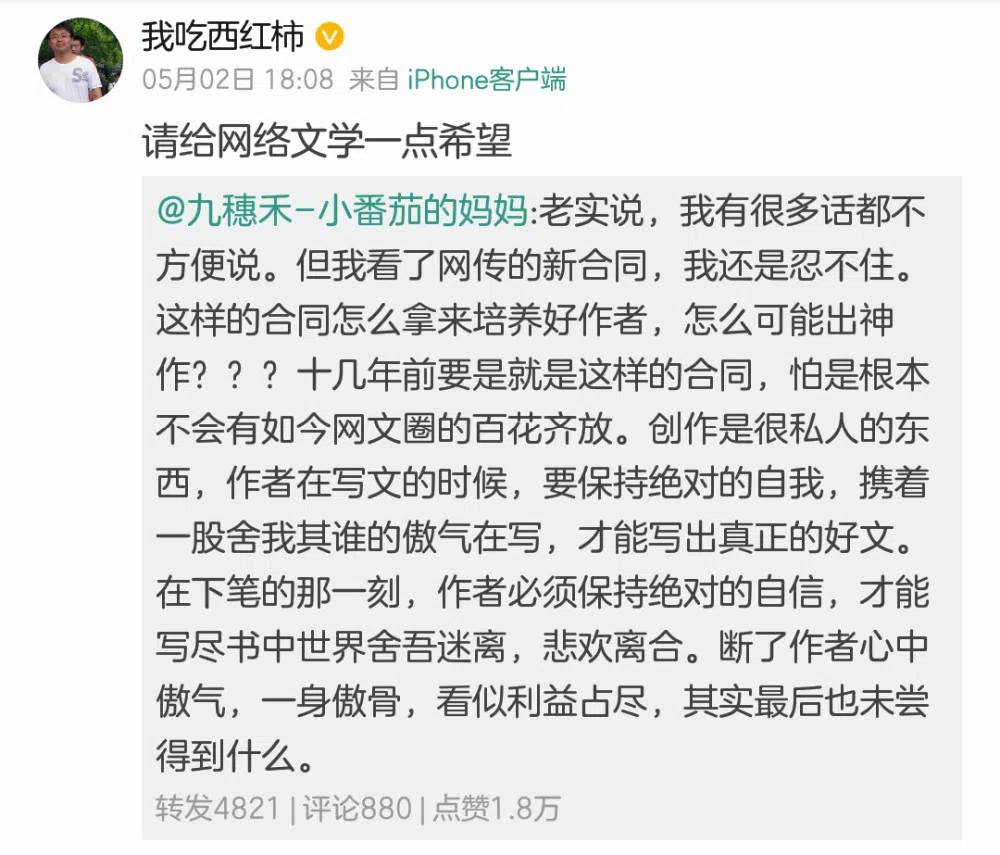 我吃西红柿
05月02日 18:08 来自 iPhone客户端
请给网络文学一点希望
@九穗禾-小番茄的妈妈:老实说，我有很多话都不
方便说。但我看了网传的新合同，我还是忍不住。
这样的合同怎么拿来培养好作者，怎么可能出神
作？？？十几年前要是就是这样的合同，怕是根本
不会有如今网文圈的百花齐放。创作是很私人的东
西，作者在写文的时候，要保持绝对的自我，携着
一股舍我其谁的傲气在写，才能写出真正的好文。
在下笔的那一刻，作者必须保持绝对的自信，才能
写尽书中世界舍吾迷离，悲欢离合。断了作者心中
傲气，一身傲骨，看似利益占尽，其实最后也未尝
得到什么。
转发4821 | 评论880 | 点赞1.8万